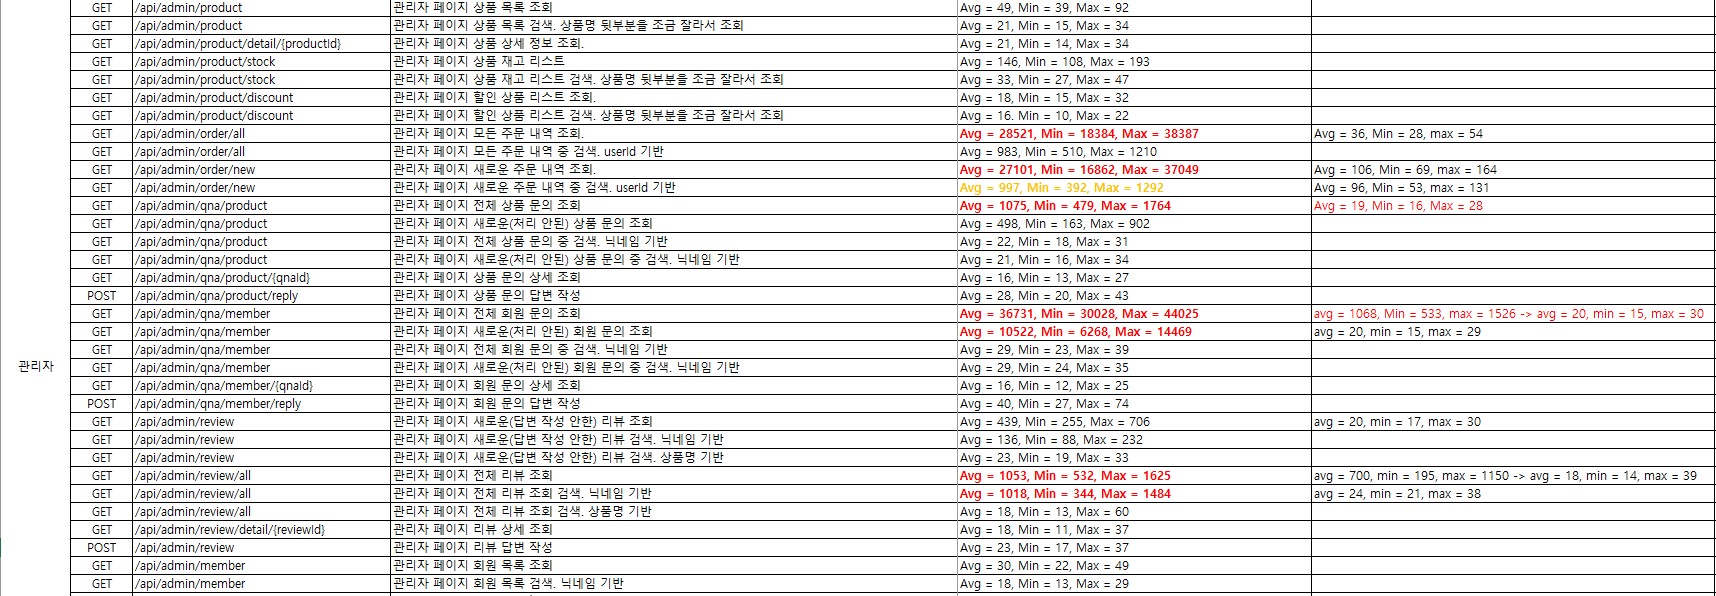 GET /api/admin/product 관리자 페이지 상품 목록 조회 Avg = 49, Min = 39, Max = 92
GET /api/admin/product 관리자 페이지 상품 목록 검색. 상품명 뒷부분을 조금 잘라서 조회 Avg = 21, Min = 15, Max = 34
GET /api/admin/product/detail/{productId} 관리자 페이지 상품 상세 정보 조회. Avg = 21, Min = 14, Max = 34
GET /api/admin/product/stock 관리자 페이지 상품 재고 리스트 Avg = 146, Min = 108, Max = 193
GET /api/admin/product/stock 관리자 페이지 상품 재고 리스트 검색. 상품명 뒷부분을 조금 잘라서 조회 Avg = 33, Min = 27, Max = 47
GET /api/admin/product/discount 관리자 페이지 할인 상품 리스트 조회. Avg = 18, Min = 15, Max = 32
GET /api/admin/product/discount 관리자 페이지 할인 상품 리스트 검색. 상품명 뒷부분을 조금 잘라서 조회 Avg = 16. Min = 10, Max = 22
GET /api/admin/order/all 관리자 페이지 모든 주문 내역 조회. Avg = 28521, Min = 18384, Max = 38387 Avg = 36, Min = 28, max = 54
GET /api/admin/order/all 관리자 페이지 모든 주문 내역 중 검색. userId 기반 Avg = 983, Min = 510, Max = 1210
GET /api/admin/order/new 관리자 페이지 새로운 주문 내역 조회. Avg = 27101, Min = 16862, Max = 37049 Avg = 106, Min = 69, max = 164
GET /api/admin/order/new 관리자 페이지 새로운 주문 내역 중 검색. userId 기반 Avg = 997, Min = 392, Max = 1292 Avg = 96, Min = 53, max = 131
GET /api/admin/qna/product 관리자 페이지 전체 상품 문의 조회 Avg = 1075, Min = 479, Max = 1764 Avg = 19, Min = 16, Max = 28
GET /api/admin/qna/product 관리자 페이지 새로운(처리 안된) 상품 문의 조회 Avg = 498, Min = 163, Max = 902
GET /api/admin/qna/product 관리자 페이지 전체 상품 문의 중 검색. 닉네임 기반 Avg = 22, Min = 18, Max = 31
GET /api/admin/qna/product 관리자 페이지 새로운(처리 안된) 상품 문의 중 검색. 닉네임 기반 Avg = 21, Min = 16, Max = 34
GET /api/admin/qna/product/{qnaId} 관리자 페이지 상품 문의 상세 조회 Avg = 16, Min = 13, Max = 27
POST /api/admin/qna/product/reply 관리자 페이지 상품 문의 답변 작성 Avg = 28, Min = 20, Max = 43
GET /api/admin/qna/member 관리자 페이지 전체 회원 문의 조회 Avg = 36731, Min = 30028, Max = 44025 avg = 1068, Min = 533, max = 1526 -> avg = 20, min = 15, max = 30
GET /api/admin/qna/member 관리자 페이지 새로운(처리 안된) 회원 문의 조회 Avg = 10522, Min = 6268, Max = 14469 avg = 20, min = 15, max = 29
GET /api/admin/qna/member 관리자 페이지 전체 회원 문의 중 검색. 닉네임 기반 Avg = 29, Min = 23, Max = 39
관리자
GET /api/admin/qna/member 관리자 페이지 새로운(처리 안된) 회원 문의 중 검색. 닉네임 기반 Avg = 29, Min = 24, Max = 35
GET /api/admin/qna/member/{qnaId} 관리자 페이지 회원 문의 상세 조회 Avg = 16, Min = 12, Max = 25
POST /api/admin/qna/member/reply 관리자 페이지 회원 문의 답변 작성 Avg = 40, Min = 27, Max = 74
GET /api/admin/review 관리자 페이지 새로운(답변 작성 안한) 리뷰 조회 Avg = 439, Min = 255, Max = 706 avg = 20, min = 17, max = 30
GET /api/admin/review 관리자 페이지 새로운(답변 작성 안한) 리뷰 검색. 닉네임 기반 Avg = 136, Min = 88, Max = 232
GET /api/admin/review 관리자 페이지 새로운(답변 작성 안한) 리뷰 검색. 상품명 기반 Avg = 23, Min = 19, Max = 33
GET /api/admin/review/all 관리자 페이지 전체 리뷰 조회 Avg = 1053, Min = 532, Max = 1625 avg = 700, min = 195, max = 1150 -> avg = 18, min = 14, max = 39
GET /api/admin/review/all 관리자 페이지 전체 리뷰 조회 검색. 닉네임 기반 Avg = 1018, Min = 344, Max = 1484 avg = 24, min = 21, max = 38
GET /api/admin/review/all 관리자 페이지 전체 리뷰 조회 검색. 상품명 기반 Avg = 18, Min = 13, Max = 60
GET /api/admin/review/detail/{reviewId} 관리자 페이지 리뷰 상세 조회 Avg = 18, Min = 11, Max = 37
POST /api/admin/review 관리자 페이지 리뷰 답변 작성 Avg = 23, Min = 17, Max = 37
GET /api/admin/member 관리자 페이지 회원 목록 조회 Avg = 30, Min = 22, Max = 49
GET /api/admin/member 관리자 페이지 회원 목록 검색. 닉네임 기반 Avg = 18, Min = 13, Max = 29